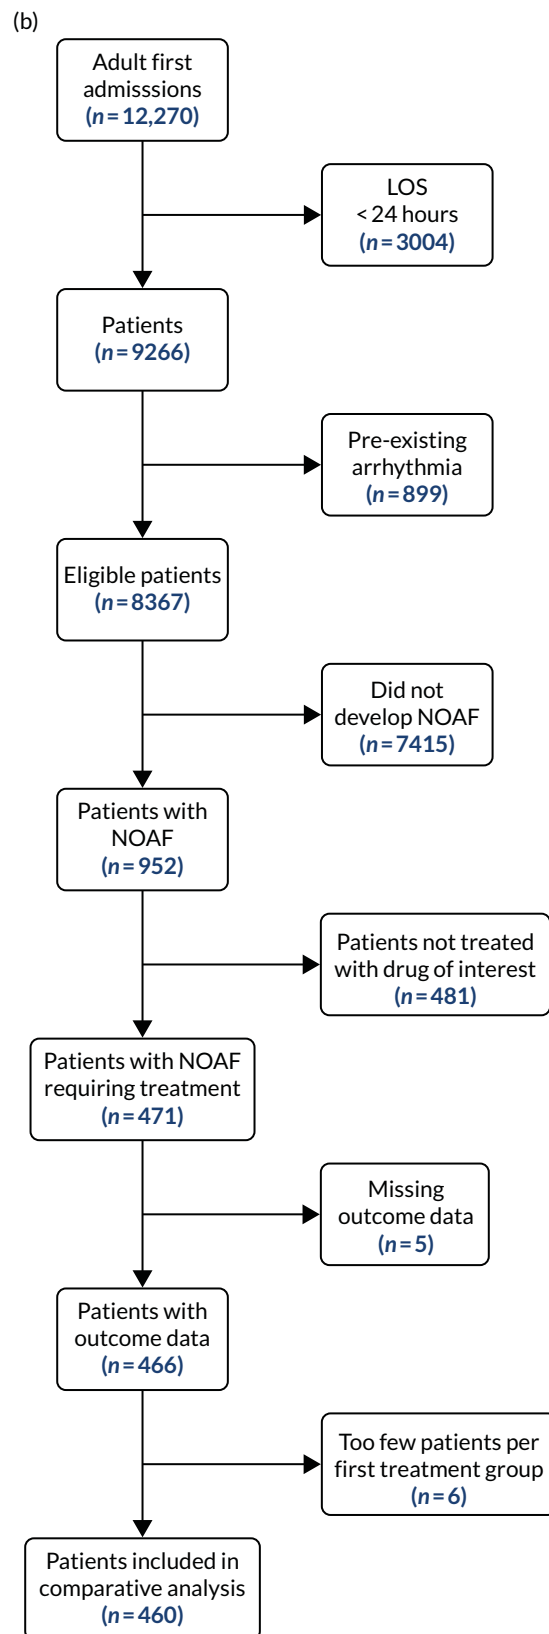 (b)
Adult first
admisssions
(n = 12,270)
LOS
< 24 hours
(n = 3004)
Patients
(n = 9266)
Pre-existing
arrhythmia
(n = 899)
Eligible patients
(n = 8367)
Did not
develop NOAF
(n = 7415)
Patients with
NOAF
(n = 952)
Patients not treated
with drug of interest
(n = 481)
Patients with NOAF
requiring treatment
(n = 471)
Missing
outcome data
(n = 5)
Patients with
outcome data
(n = 466)
Too few patients per
first treatment group
(n = 6)
Patients included in
comparative analysis
(n = 460)